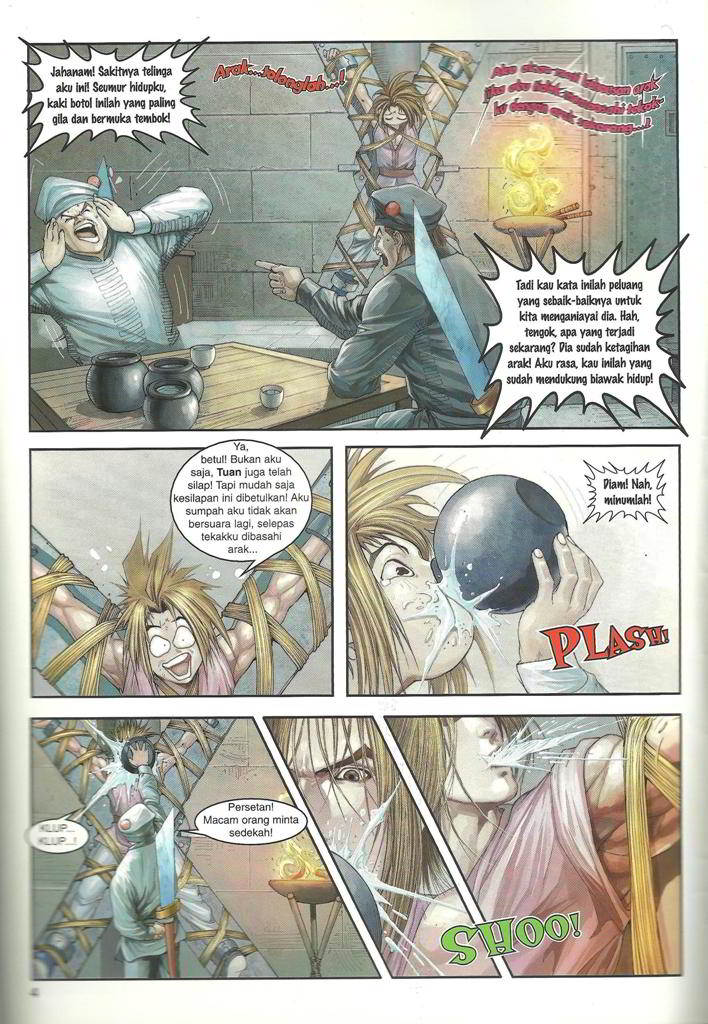 Jahanam! Sakitnya telinga
aku ini! Seumur hidupku,
kaki botol inilah yang paling
gila dan bermuka tembok!
Arak...tolonglah...!
arak
Tadi kau kata inilah peluang
yang sebaik-baiknya untuk
kita menganiayai dia. Hah,
tengok, apa yang terjadi
sekarang? Dia sudah ketagihan
arak! Aku rasa, kami yang
sudah mendukung biawak hidup!
Ya,
betul! Bukan aku
saja, Tuan juga telah
silap! Tapi mudah saja
kesilapan ini dibetulkan! Aku
sumpah aku tidak akan
bersuara lagi, selepas
tekakku dibasahi
arak...
Diam! Nah,
minumlah!
PLASH!
KLUP...
KLUP..!
Persetan!
Macam orang minta
sedekah!
SHOO!